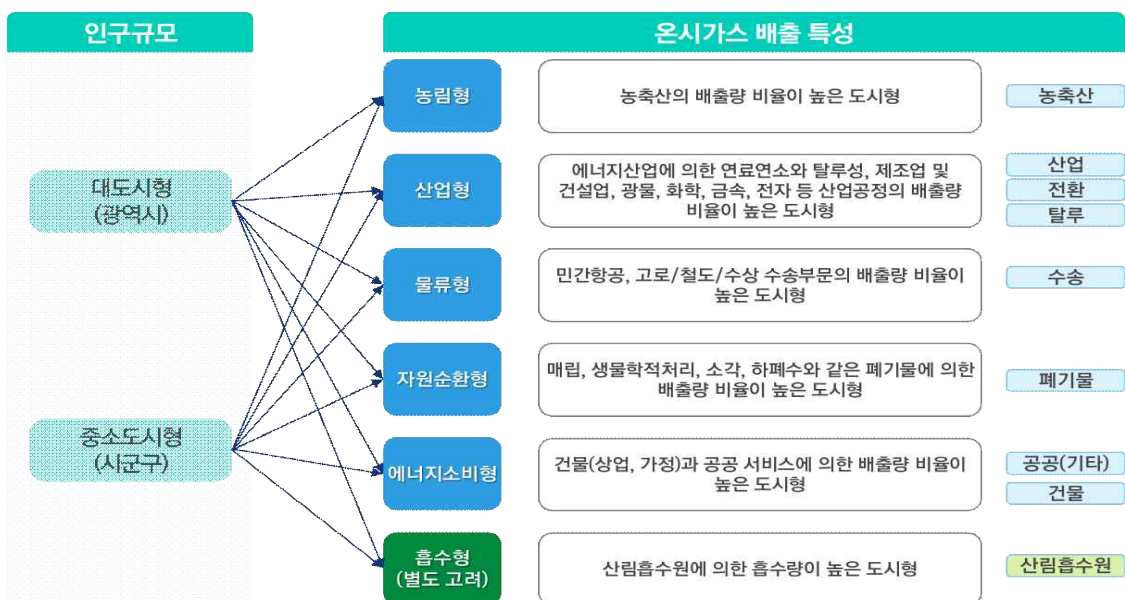 인구규모
온시가스 배출 특성
대도시형
(광역시)
중소도시형
(시군구)
농림형
농축산의 배출량 비율이 높은 도시형
농축산
산업형
에너지산업에 의한 연료연소와 탈루성, 제조업 및
건설업, 광물, 화학, 금속, 전자 등 산업공정의 배출량
비율이 높은 도시형
산업
전환
탈루
물류형
민간항공, 고로/철도/수상 수송부문의 배출량 비율이
높은 도시형
수송
자원순환형
매립, 생물학적처리, 소각, 하폐수와 같은 폐기물에 의한
배출량 비율이 높은 도시형
폐기물
에너지소비형
건물(상업, 가정)과 공공 서비스에 의한 배출량 비율이
높은 도시형
공공(기타)
건물
흡수형
(별도 고려)
산림흡수원에 의한 흡수량이 높은 도시형
산림흡수원